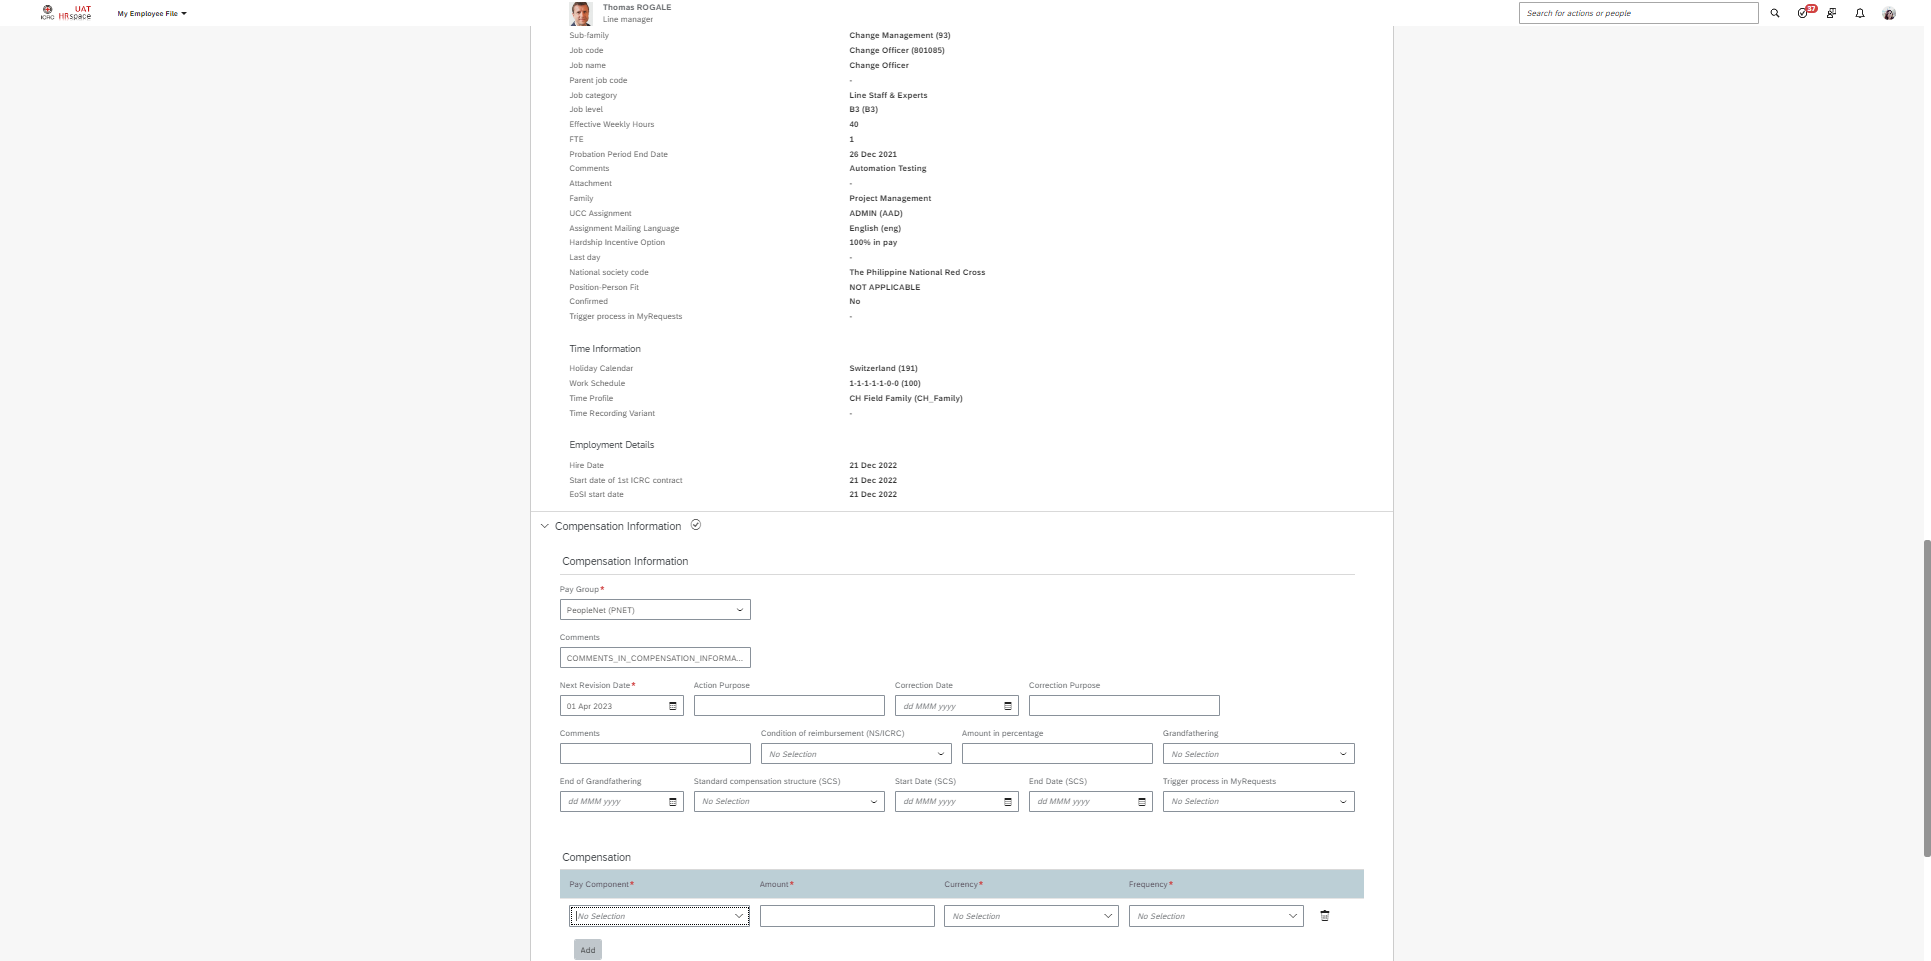 ICRC UAT HRspace
My Employee File
Thomas ROGALE
Line manager
Search for actions or people
37
Sub-family Change Management (93)
Job code Change Officer (801085)
Job name Change Officer
Parent job code -
Job category Line Staff & Experts
Job level B3 (B3)
Effective Weekly Hours 40
FTE 1
Probation Period End Date 26 Dec 2021
Comments Automation Testing
Attachment -
Family Project Management
UCC Assignment ADMIN (AAD)
Assignment Mailing Language English (eng)
Hardship Incentive Option 100% in pay
Last day -
National society code The Philippine National Red Cross
Position-Person Fit NOT APPLICABLE
Confirmed No
Trigger process in MyRequests -
Time Information
Holiday Calendar Switzerland (191)
Work Schedule 1-1-1-1-1-0-0 (100)
Time Profile CH Field Family (CH_Family)
Time Recording Variant -
Employment Details
Hire Date 21 Dec 2022
Start date of 1st ICRC contract 21 Dec 2022
EoSI start date 21 Dec 2022
Compensation Information
Compensation Information
Pay Group*
PeopleNet (PNET)
Comments
COMMENTS_IN_COMPENSATION_INFORMA...
Next Revision Date* Action Purpose Correction Date Correction Purpose
01 Apr 2023 dd MMM yyyy
Comments Condition of reimbursement (NS/ICRC) Amount in percentage Grandfathering
No Selection No Selection
End of Grandfathering Standard compensation structure (SCS) Start Date (SCS) End Date (SCS) Trigger process in MyRequests
dd MMM yyyy No Selection dd MMM yyyy dd MMM yyyy No Selection
Compensation
Pay Component* Amount* Currency* Frequency*
No Selection No Selection No Selection
Add